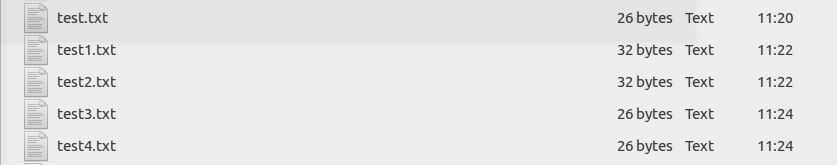 test.txt 26 bytes Text 11:20
test1.txt 32 bytes Text 11:22
test2.txt 32 bytes Text 11:22
test3.txt 26 bytes Text 11:24
test4.txt 26 bytes Text 11:24